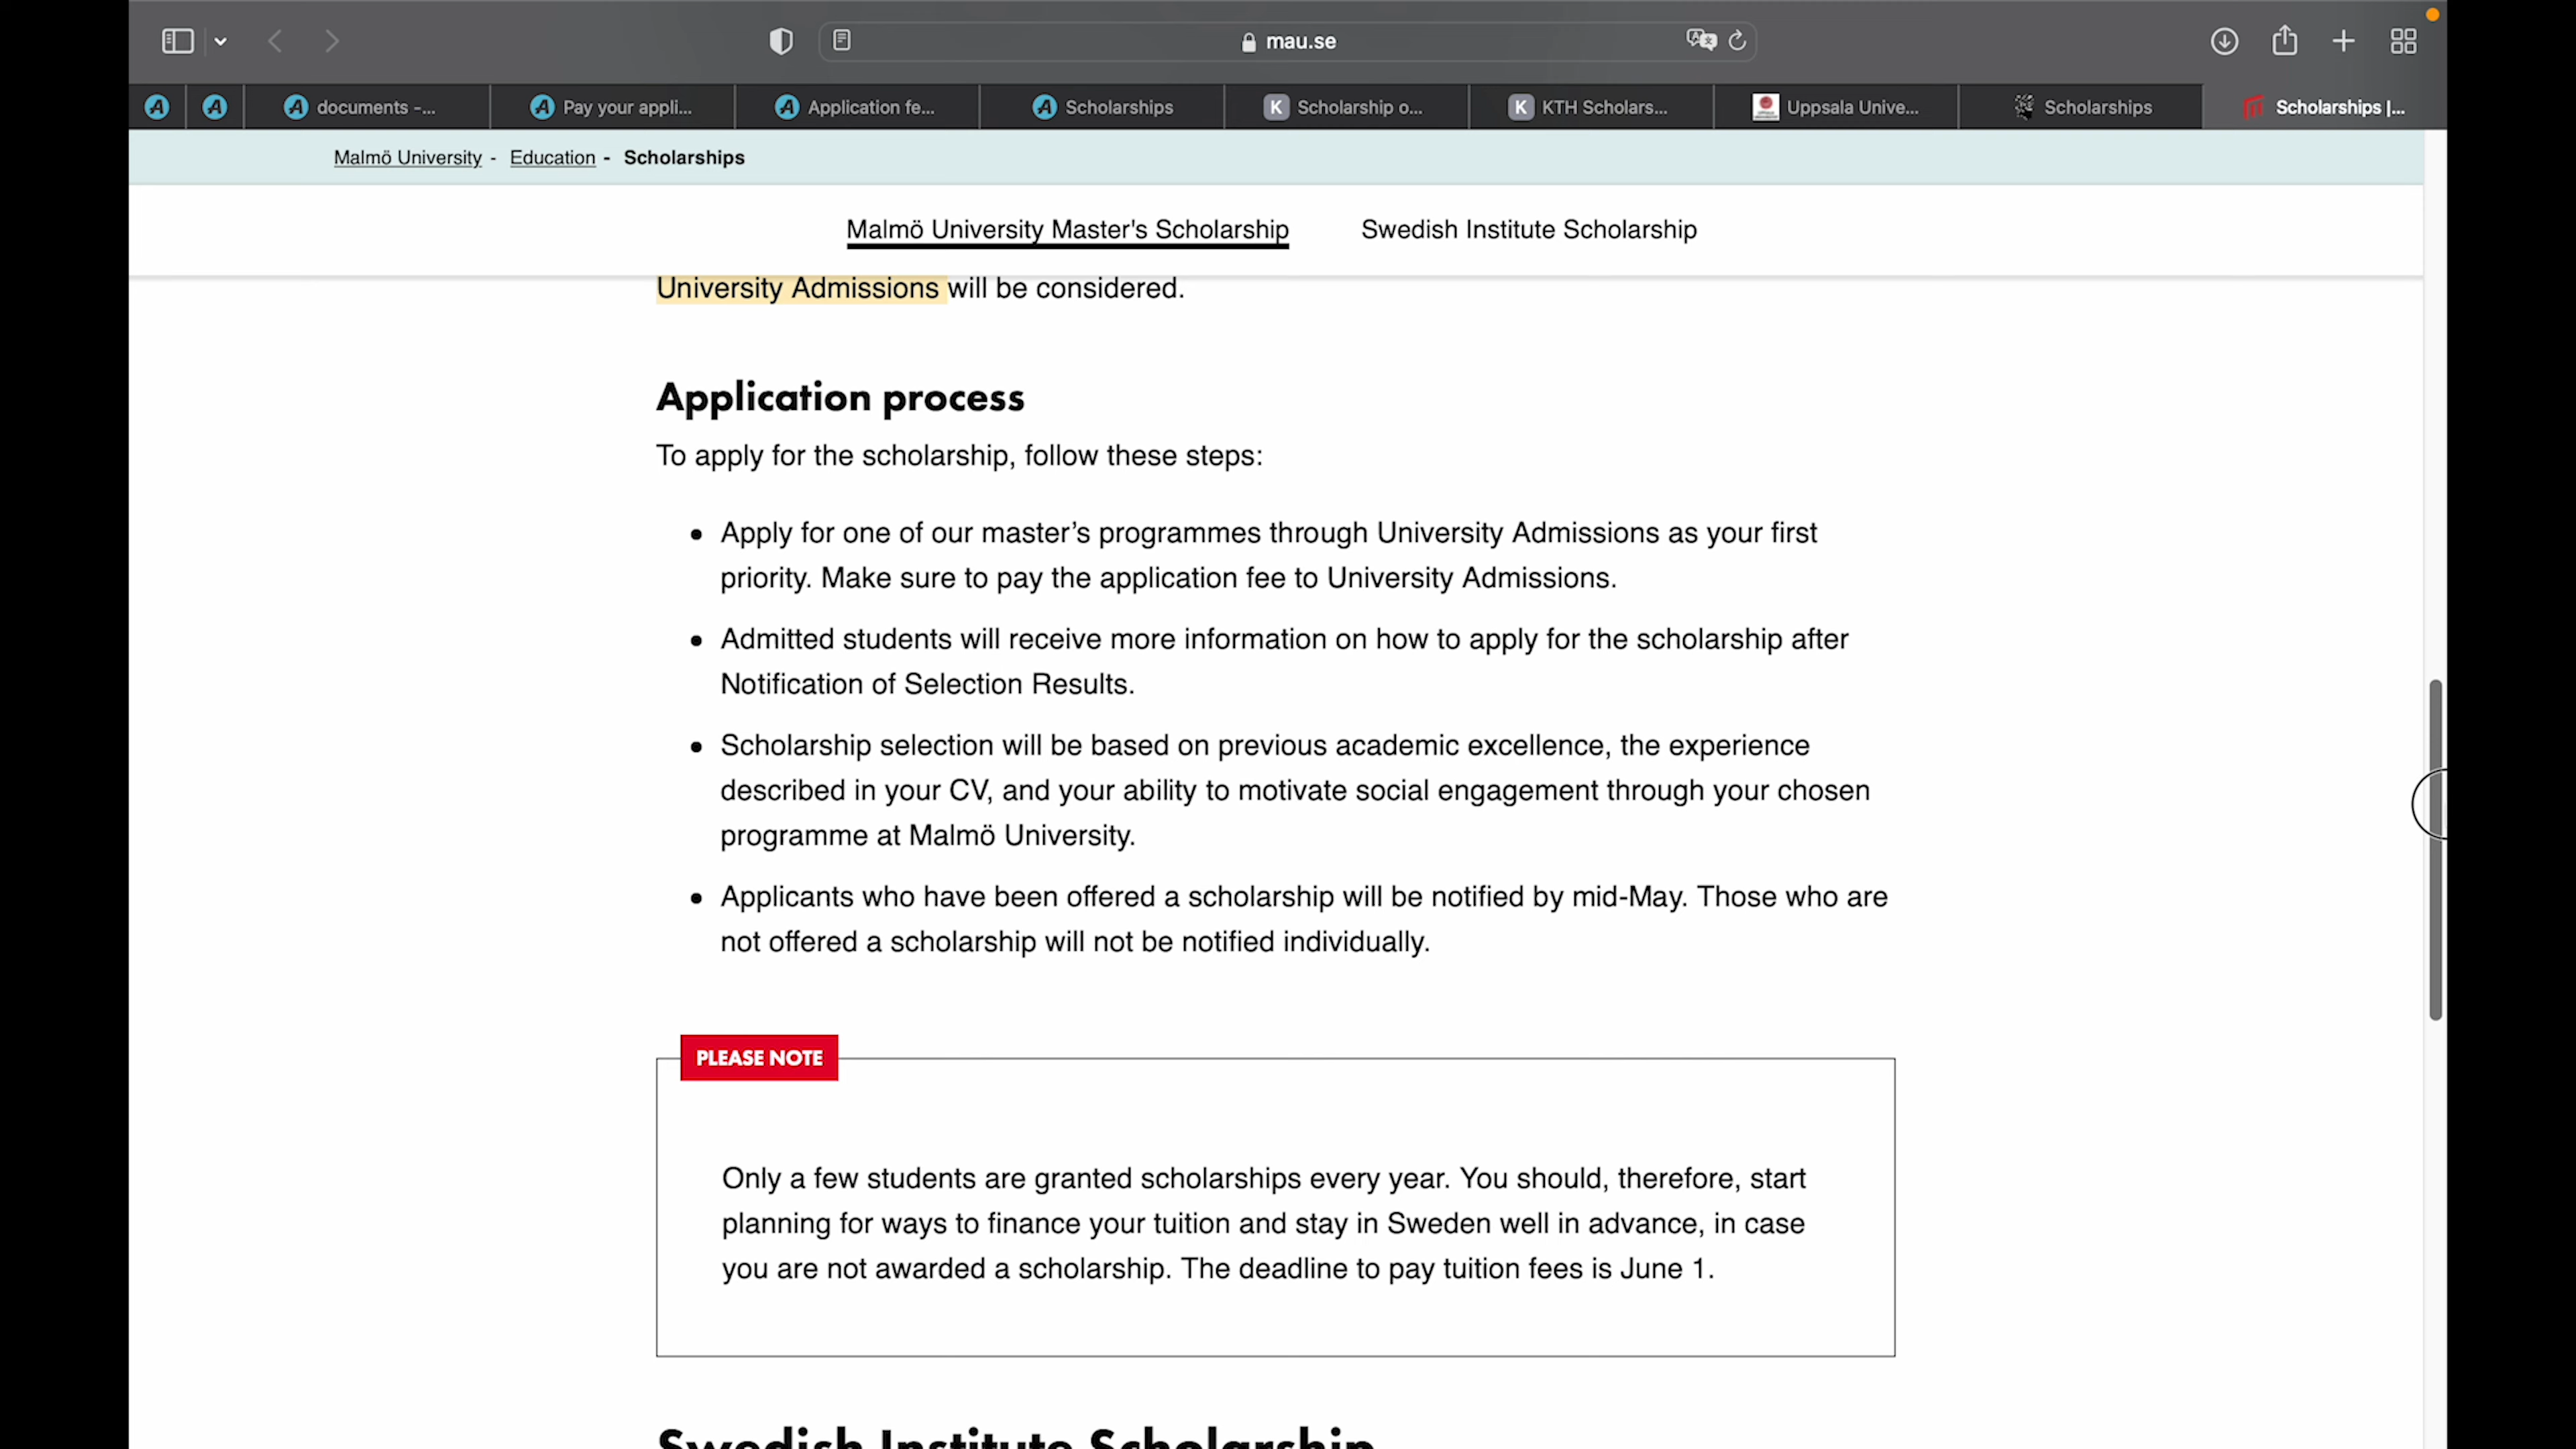 mau.se
documents -...
Pay your appli...
Application fe...
Scholarships
K Scholarship o...
K KTH Scholars...
Uppsala Unive...
Scholarships
Scholarships |...
Malmö University - Education - Scholarships
Malmö University Master's Scholarship Swedish Institute Scholarship
University Admissions will be considered.
Application process
To apply for the scholarship, follow these steps:
• Apply for one of our master’s programmes through University Admissions as your first
priority. Make sure to pay the application fee to University Admissions.
• Admitted students will receive more information on how to apply for the scholarship after
Notification of Selection Results.
• Scholarship selection will be based on previous academic excellence, the experience
described in your CV, and your ability to motivate social engagement through your chosen
programme at Malmö University.
• Applicants who have been offered a scholarship will be notified by mid-May. Those who are
not offered a scholarship will not be notified individually.
PLEASE NOTE
Only a few students are granted scholarships every year. You should, therefore, start
planning for ways to finance your tuition and stay in Sweden well in advance, in case
you are not awarded a scholarship. The deadline to pay tuition fees is June 1.
Swedish Institute Scholarship